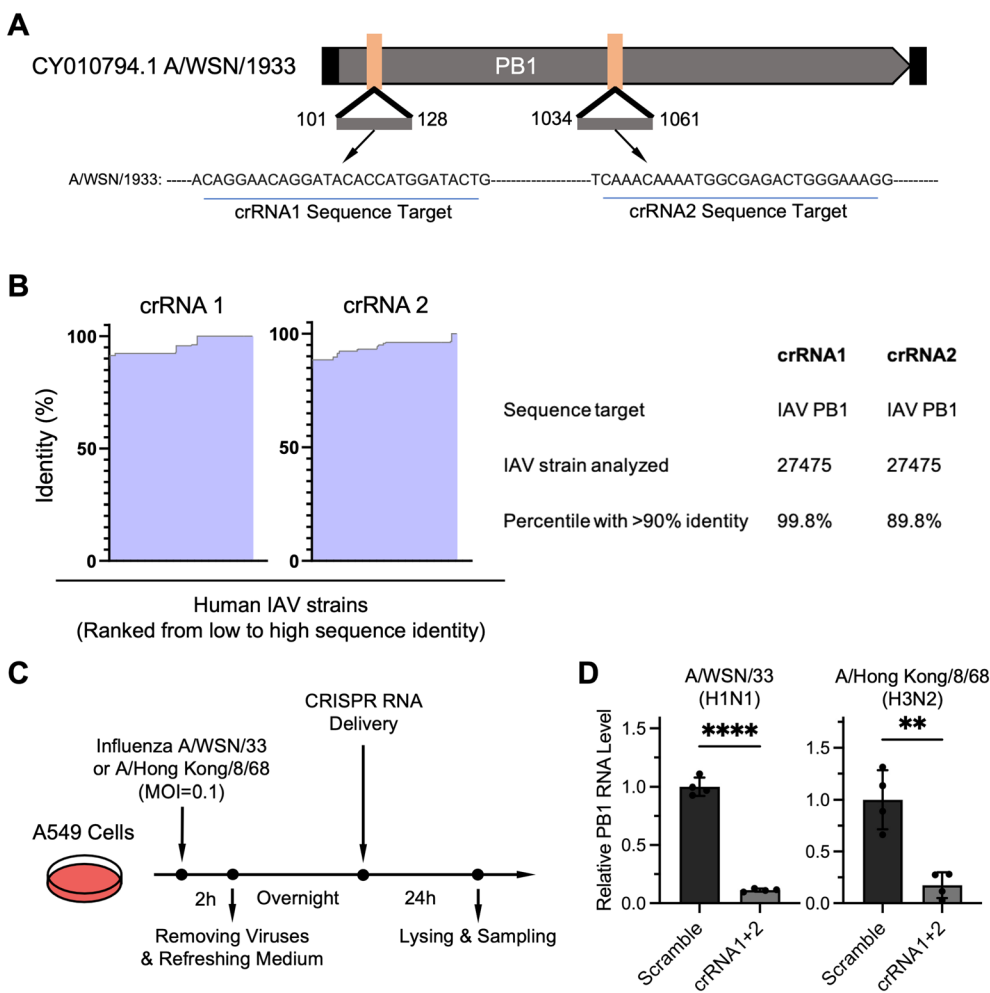 A
CY010794.1 A/WSN/1933
PB1
101
128
1034
1061
A/WSN/1933: -----ACAGGAACAGGATACACCATGGATACTG--------------------TCAAACAAAATGGCGAGACTGGGAAAGG---------
crRNA1 Sequence Target
crRNA2 Sequence Target
B
crRNA 1
crRNA 2
Identity (%)
100
50
0
100
50
0
Human IAV strains
(Ranked from low to high sequence identity)
crRNA1 crRNA2
Sequence target IAV PB1 IAV PB1
IAV strain analyzed 27475 27475
Percentile with >90% identity 99.8% 89.8%
C
CRISPR RNA
Delivery
Influenza A/WSN/33
or A/Hong Kong/8/68
(MOI=0.1)
A549 Cells
2h
Overnight
24h
Removing Viruses
& Refreshing Medium
Lysing & Sampling
D
A/WSN/33
(H1N1)
Relative PB1 RNA Level
1.5
1.0
0.5
0.0
****
Scramble
crRNA1+2
A/Hong Kong/8/68
(H3N2)
1.5
1.0
0.5
0.0
**
Scramble
crRNA1+2